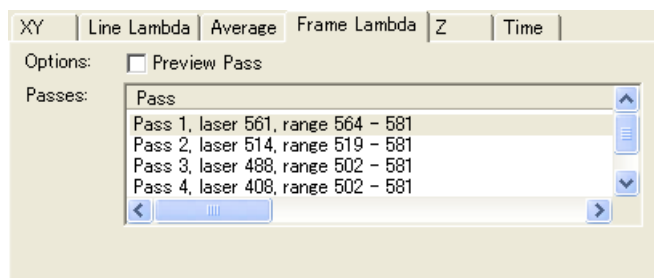 XY Line Lambda Average Frame Lambda Z Time
Options: Preview Pass
Passes: Pass
Pass 1, laser 561, range 564 - 581
Pass 2, laser 514, range 519 - 581
Pass 3, laser 488, range 502 - 581
Pass 4, laser 408, range 502 - 581